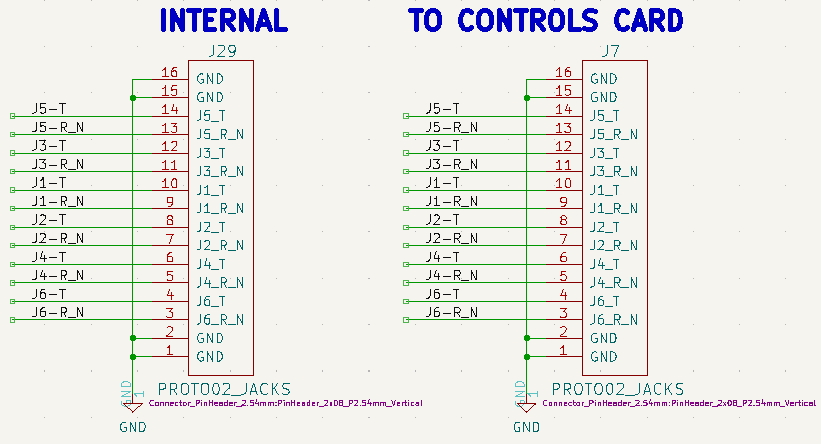 INTERNAL
TO CONTROLS CARD
J29
16 GND
15 GND
J5-T 14 J5_T
J5-R_N 13 J5_R_N
J3-T 12 J3_T
J3-R_N 11 J3_R_N
J1-T 10 J1_T
J1-R_N 9 J1_R_N
J2-T 8 J2_T
J2-R_N 7 J2_R_N
J4-T 6 J4_T
J4-R_N 5 J4_R_N
J6-T 4 J6_T
J6-R_N 3 J6_R_N
2 GND
1 GND
PROTO02_JACKS
Connector_PinHeader_2.54mm:PinHeader_2x08_P2.54mm_Vertical
GND
1
GND
J7
16 GND
15 GND
J5-T 14 J5_T
J5-R_N 13 J5_R_N
J3-T 12 J3_T
J3-R_N 11 J3_R_N
J1-T 10 J1_T
J1-R_N 9 J1_R_N
J2-T 8 J2_T
J2-R_N 7 J2_R_N
J4-T 6 J4_T
J4-R_N 5 J4_R_N
J6-T 4 J6_T
J6-R_N 3 J6_R_N
2 GND
1 GND
PROTO02_JACKS
Connector_PinHeader_2.54mm:PinHeader_2x08_P2.54mm_Vertical
GND
1
GND